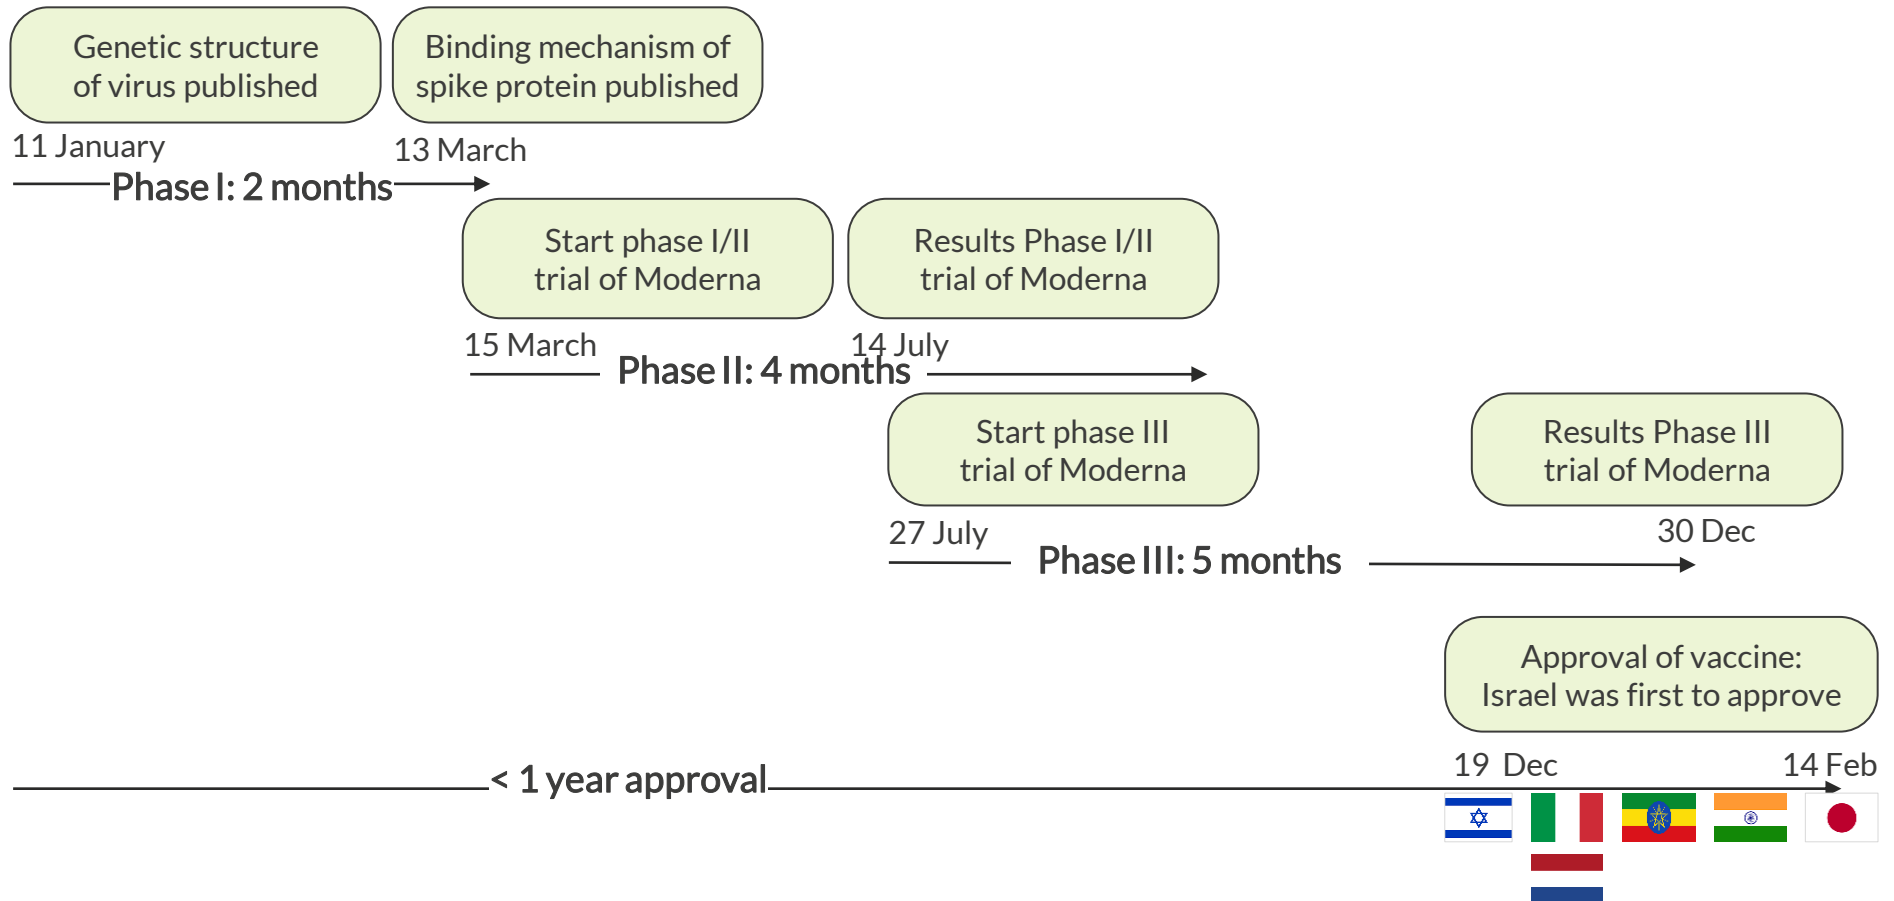 Genetic structure
of virus published
Binding mechanism of
spike protein published
11 January
13 March
Phase I: 2 months
Start phase I/II
trial of Moderna
Results Phase I/II
trial of Moderna
15 March
14 July
Phase II: 4 months
Start phase III
trial of Moderna
Results Phase III
trial of Moderna
27 July
30 Dec
Phase III: 5 months
Approval of vaccine:
Israel was first to approve
19 Dec
14 Feb
< 1 year approval